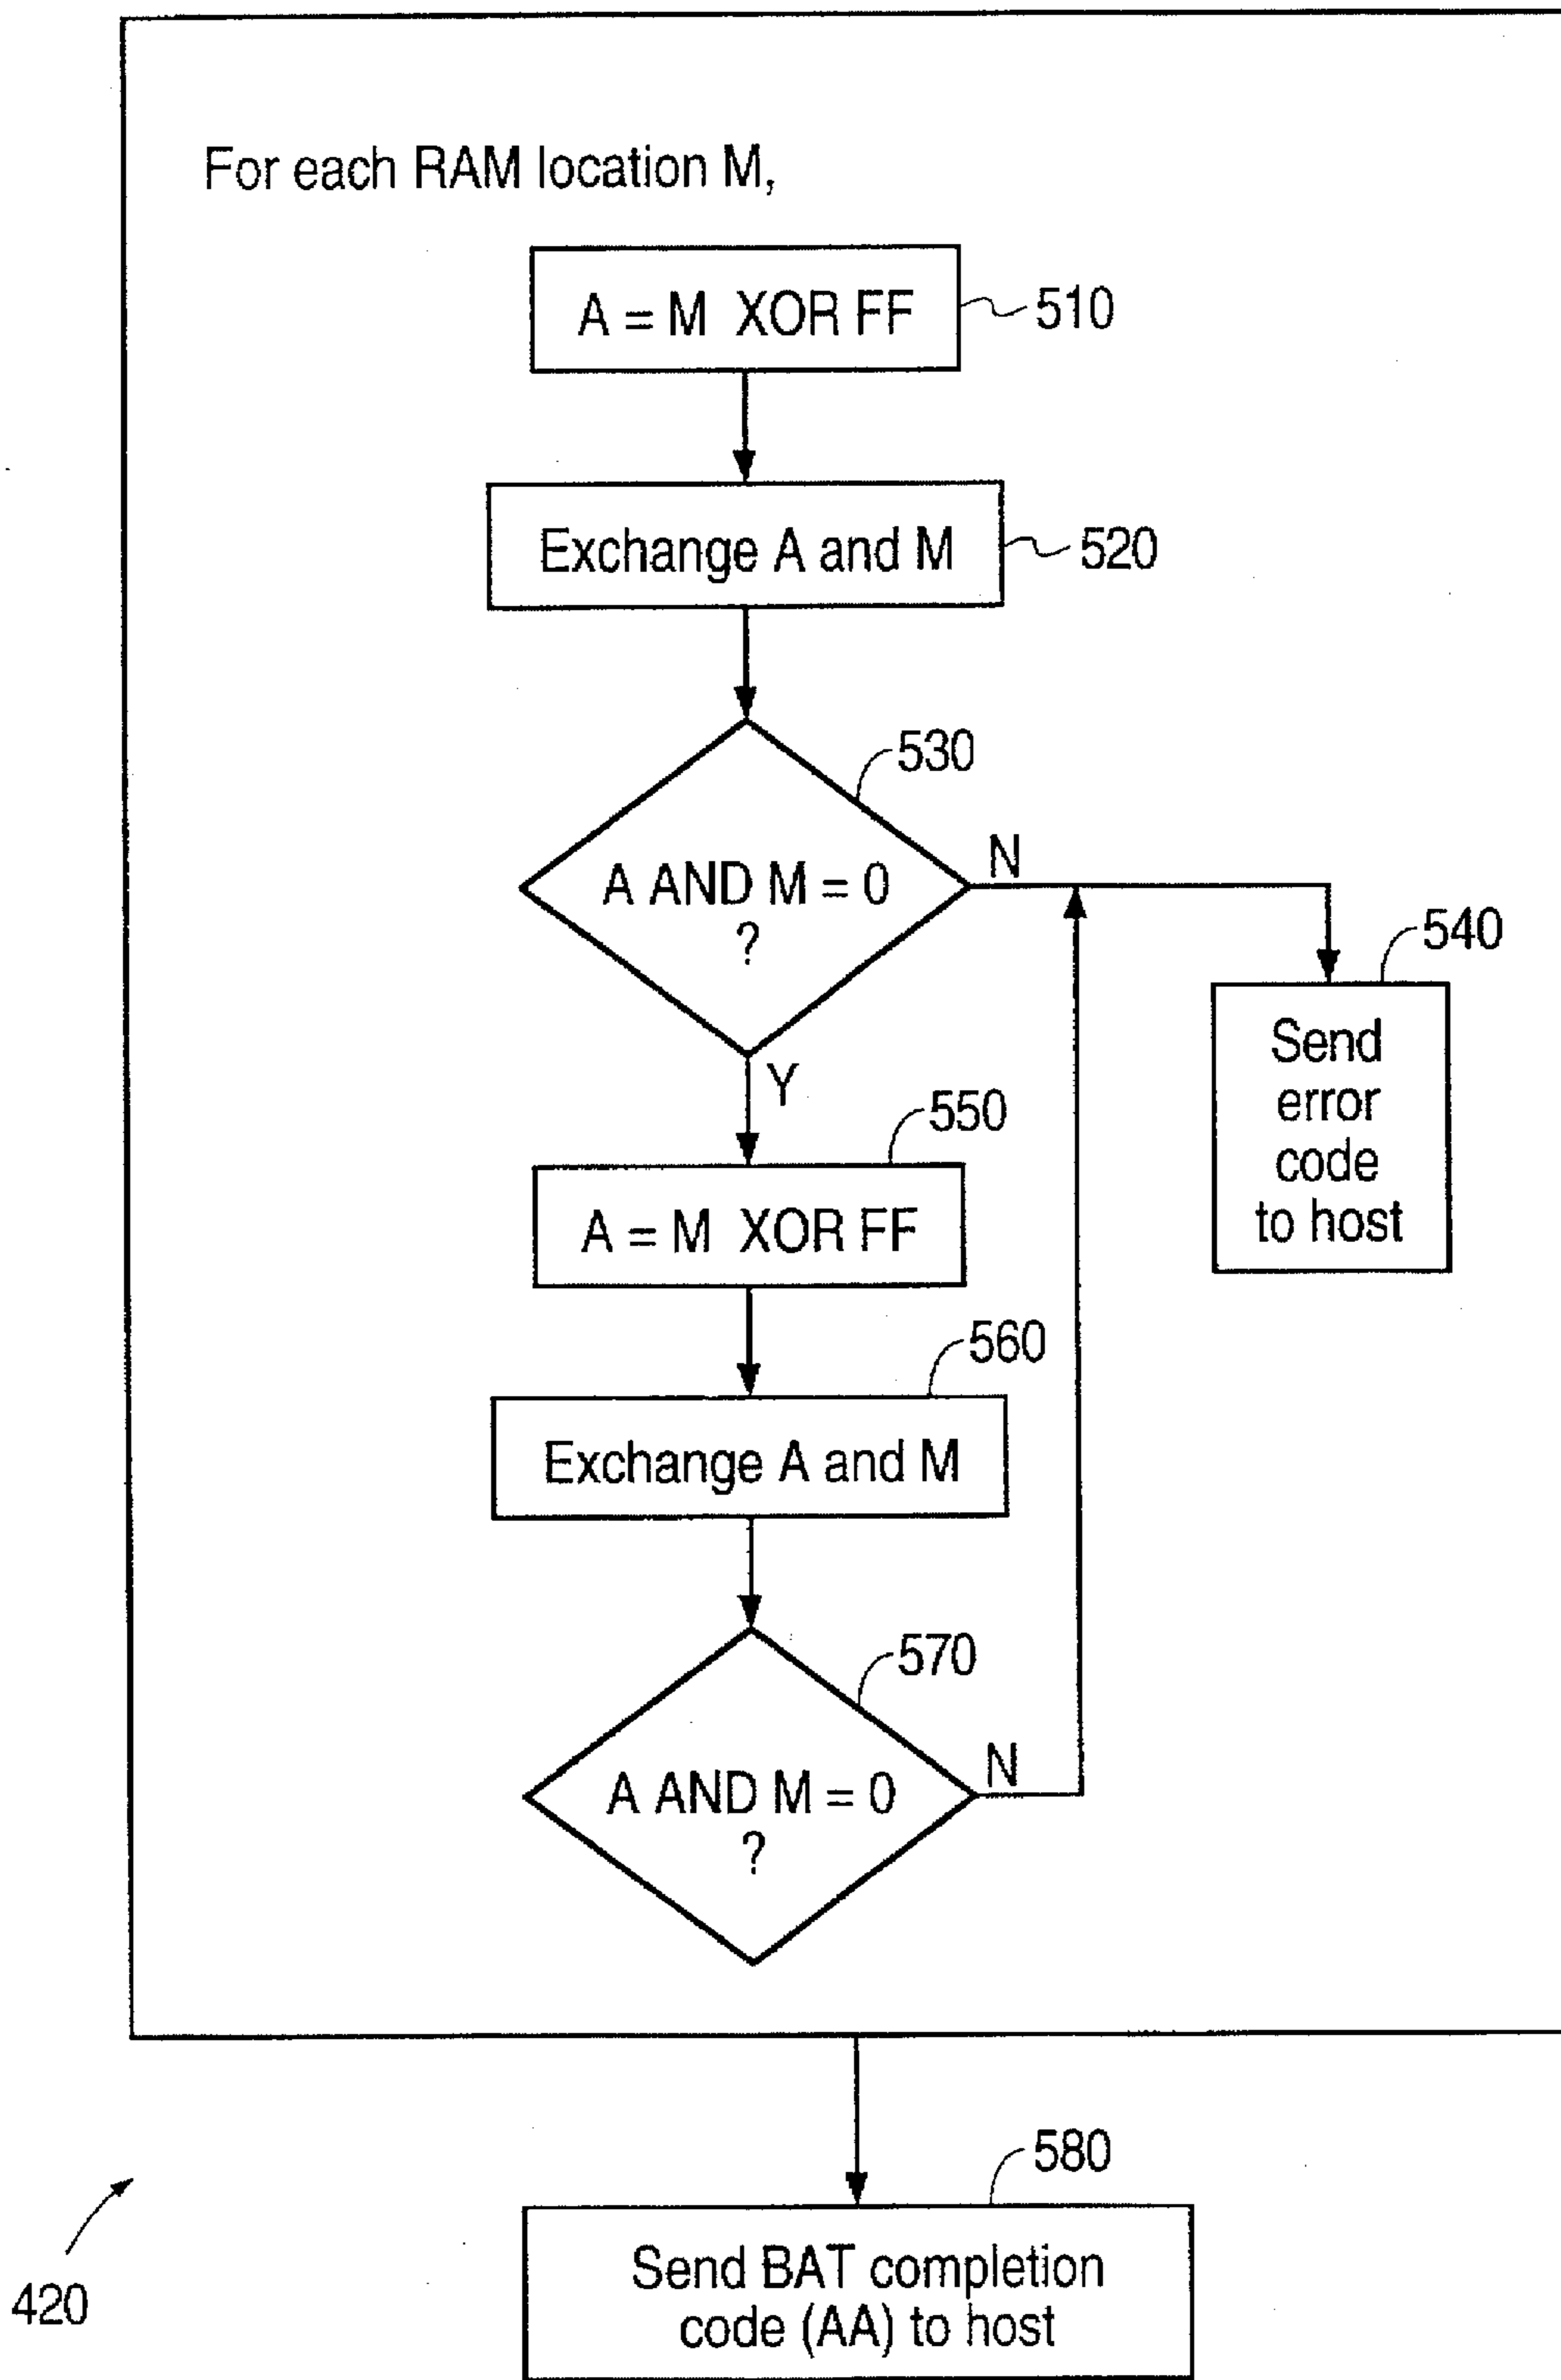 For each RAM location M,
A = M XOR FF
510
Exchange A and M
520
530
A AND M = 0
?
N
540
Send
error
code
to host
Y
550
A = M XOR FF
560
Exchange A and M
570
A AND M = 0
?
N
580
Send BAT completion
code (AA) to host
420